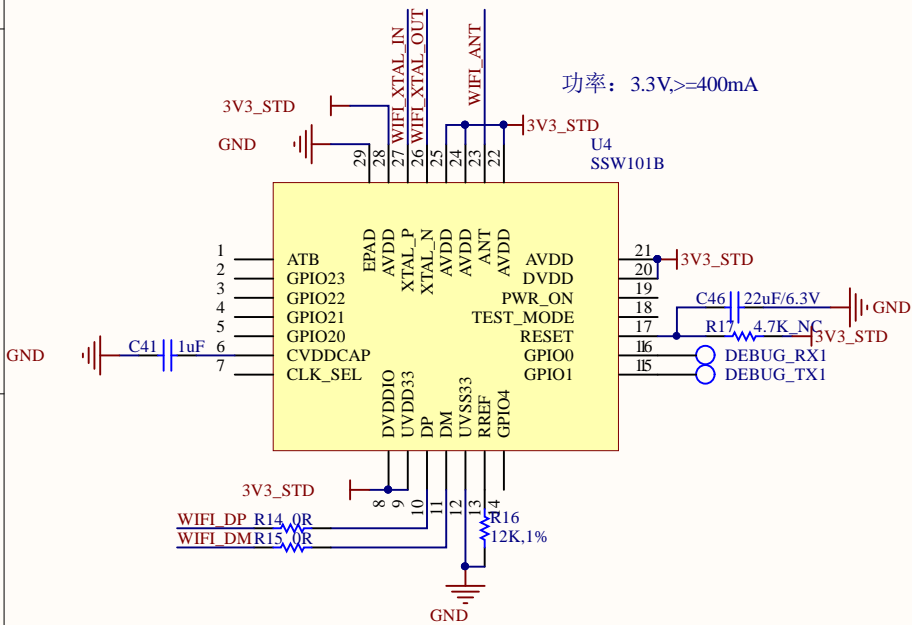 WIFI_XTAL_IN
WIFI_XTAL_OUT
WIFI_ANT
功率：3.3V,>=400mA
3V3_STD
3V3_STD
GND
U4
SSW101B
29
28
27
26
25
24
23
22
EPAD
AVDD
XTAL_P
XTAL_N
AVDD
AVDD
ANT
AVDD
1 ATB
2 GPIO23
3 GPIO22
4 GPIO21
5 GPIO20
6 CVDDCAP
7 CLK_SEL
GND
C41 1uF
AVDD 21 3V3_STD
DVDD 20
PWR_ON 19
TEST_MODE 18
RESET 17
GPIO0 16 DEBUG_RX1
GPIO1 15 DEBUG_TX1
C46 22uF/6.3V GND
R17 4.7K_NC 3V3_STD
DVDDIO
UVDD33
DP
DM
UVSS33
RREF
GPIO4
8
9
10
11
12
13
14
3V3_STD
WIFI_DP R14 0R
WIFI_DM R15 0R
R16
12K,1%
GND